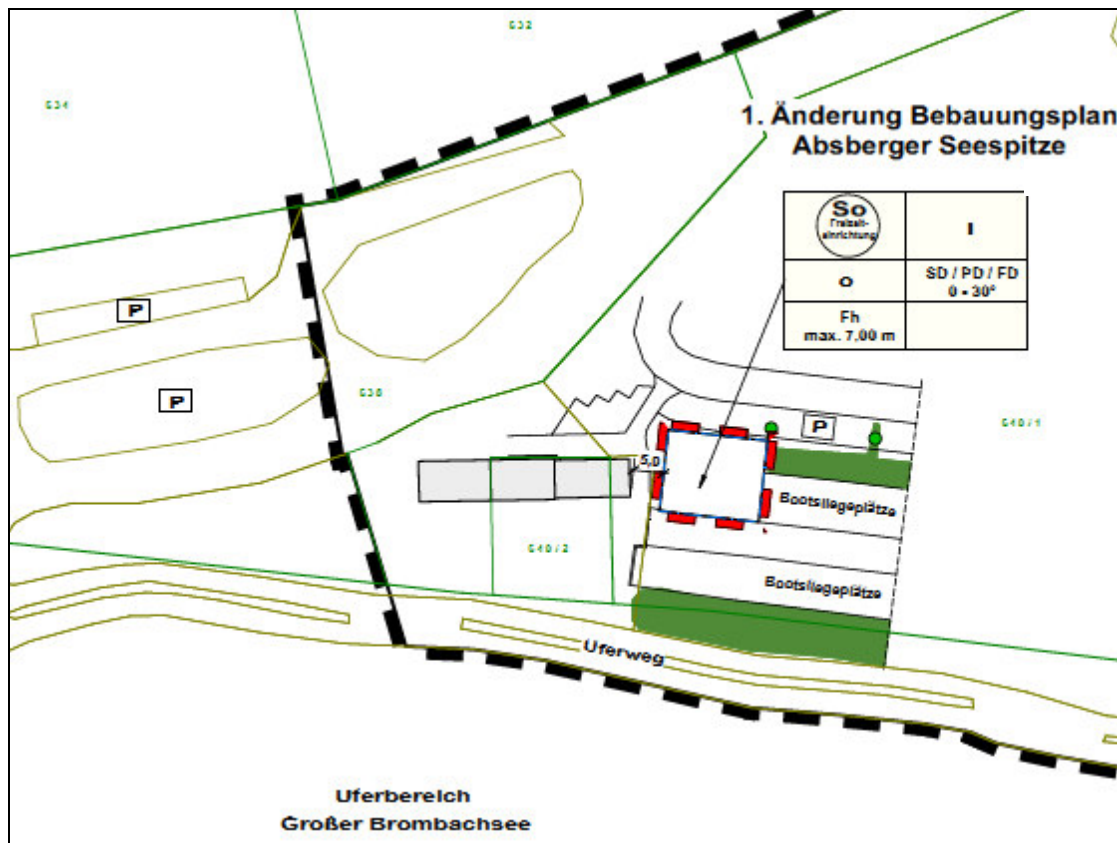 632
634
1. Änderung Bebauungsplan
Absberger Seespitze
So
Freizeit-
einrichtung
I
o
SD / PD / FD
0 - 30°
Fh
max. 7,00 m
P
P
638
P
640/1
5,0
Bootsliegeplätze
640/2
Bootsliegeplätze
Uferweg
Uferbereich
Großer Brombachsee